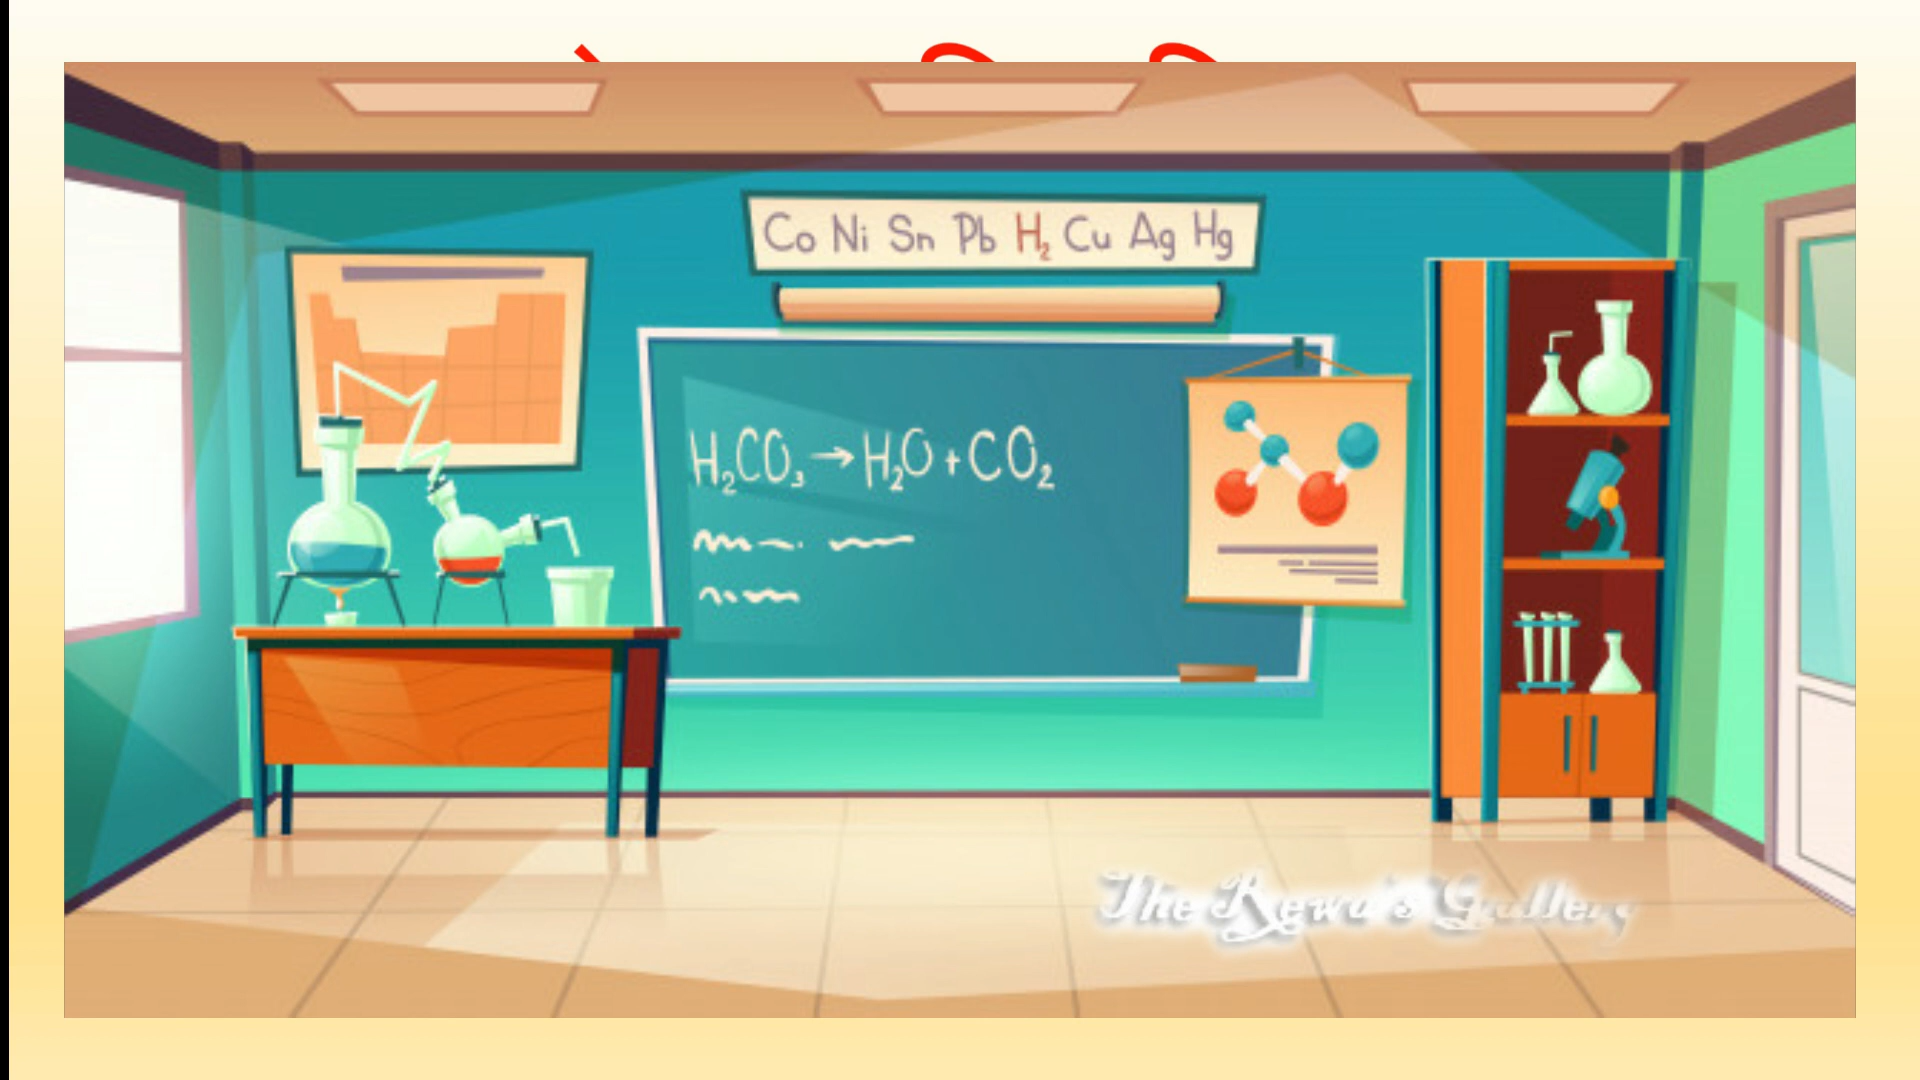 Co Ni Sn Pb H₂ Cu Ag Hg
H₂CO₃ → H₂O + CO₂
The Rewa's Gallery